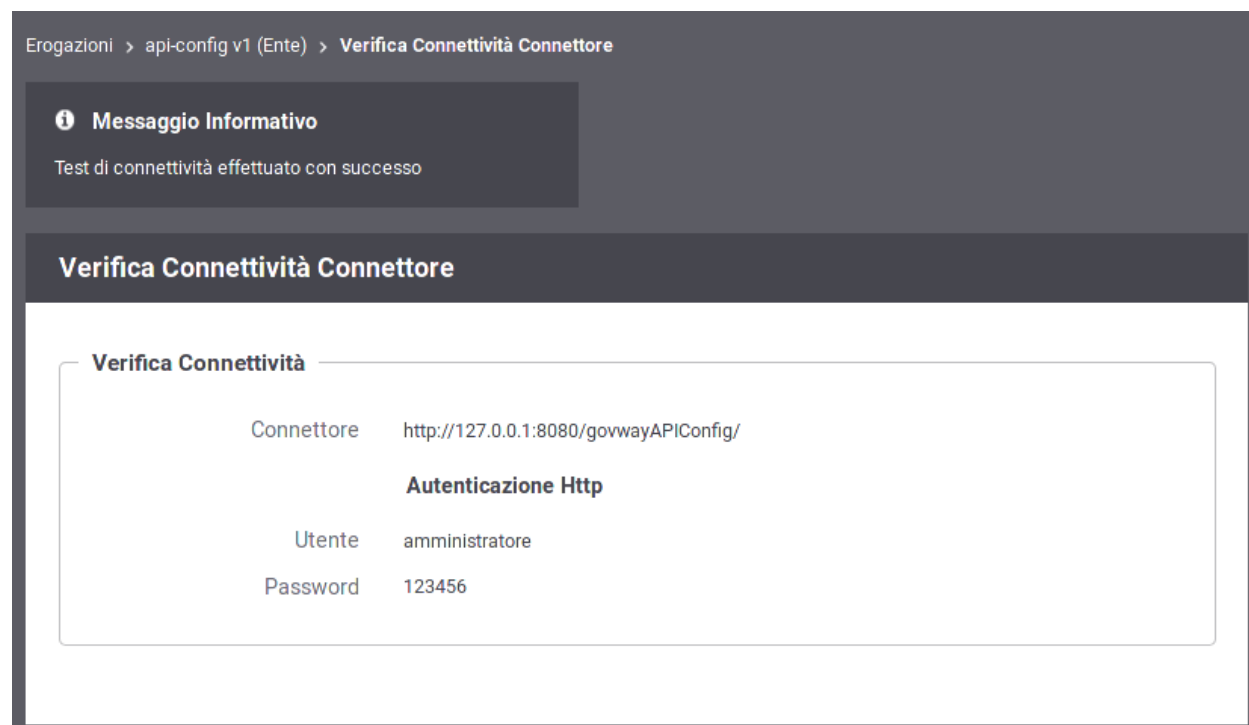 Erogazioni > api-config v1 (Ente) > Verifica Connettività Connettore
Messaggio Informativo
Test di connettività effettuato con successo
Verifica Connettività Connettore
Verifica Connettività
Connettore http://127.0.0.1:8080/govwayAPIConfig/
Autenticazione Http
Utente amministratore
Password 123456